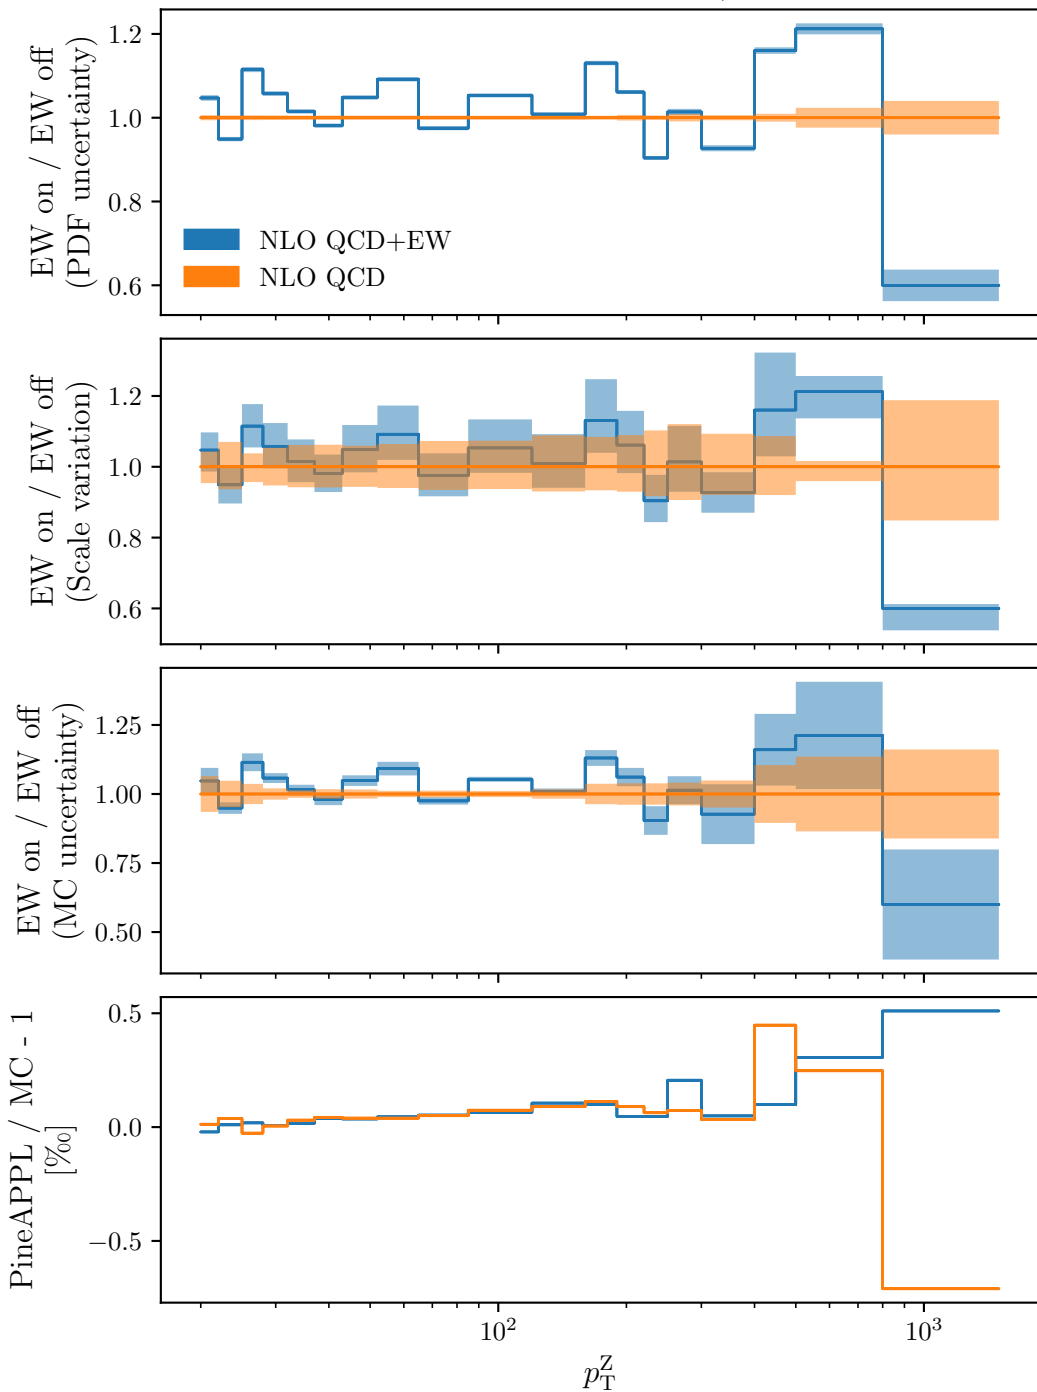 EW on / EW off
(PDF uncertainty)
1.2
1.0
0.8
0.6
NLO QCD+EW
NLO QCD
EW on / EW off
(Scale variation)
1.2
1.0
0.8
0.6
EW on / EW off
(MC uncertainty)
1.25
1.00
0.75
0.50
PineAPPL / MC - 1
[‰]
0.5
0.0
−0.5
10²
10³
p_T^Z